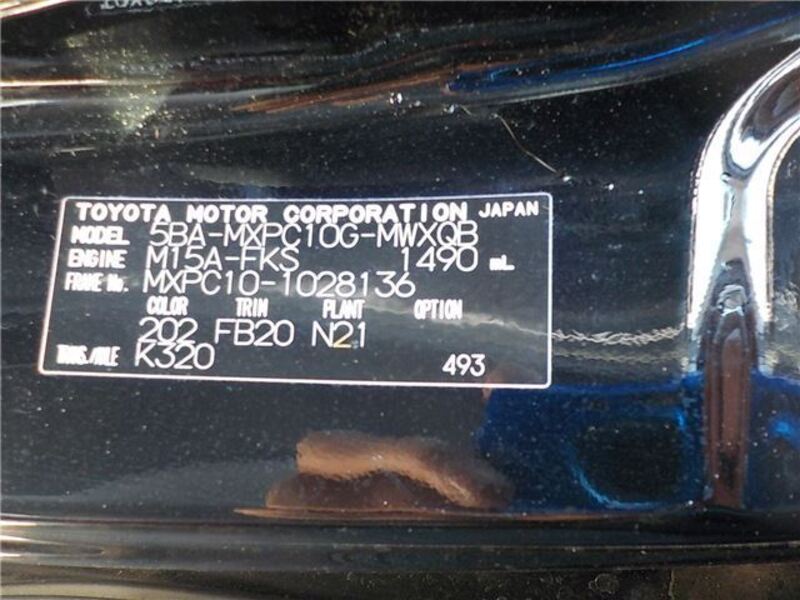 TOYOTA MOTOR CORPORATION JAPAN
MODEL 5BA-MXPC10G-MWXQB
ENGINE M15A-FKS 1490 mL
FRAME No. MXPC10-1028136
COLOR TRIM PLANT OPTION
202 FB20 N21
TRANS./AXLE K320
493